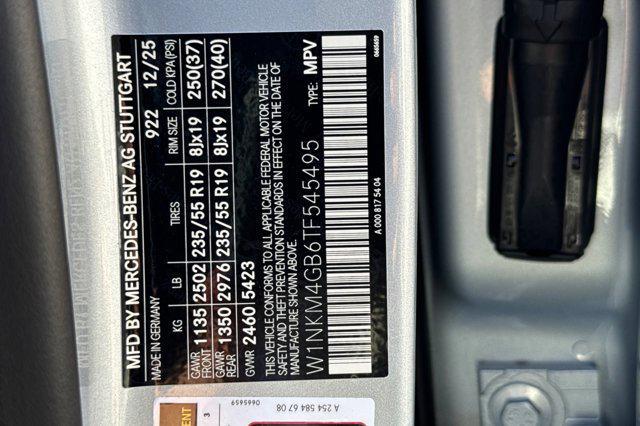 MFD BY MERCEDES-BENZ AG STUTTGART
MADE IN GERMANY 922 12/25
KG LB TIRES RIM SIZE COLD KPA(PSI)
GAWR FRONT 1135 2502 235/55 R19 8Jx19 250(37)
GAWR REAR 1350 2976 235/55 R19 8Jx19 270(40)
GVWR 2460 5423
THIS VEHICLE CONFORMS TO ALL APPLICABLE FEDERAL MOTOR VEHICLE
SAFETY AND THEFT PREVENTION STANDARDS IN EFFECT ON THE DATE OF
MANUFACTURE SHOWN. TYPE: MPV
W1NKM4GB6TF545495
A 000 817 54 04
0665659
3
0665659
A 254 584 67 08